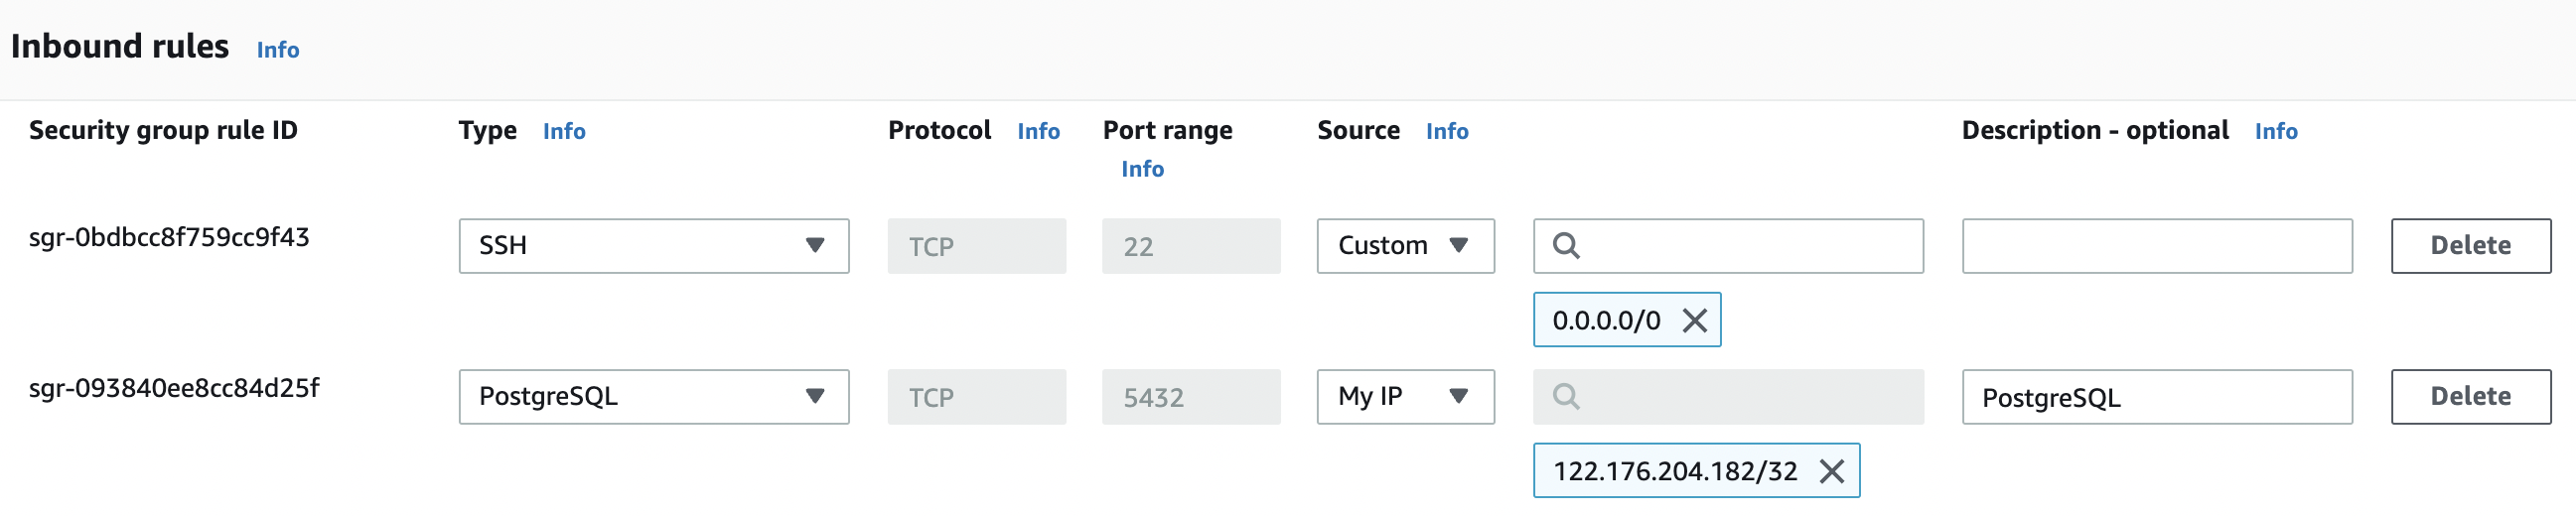 Inbound rules Info
Security group rule ID Type Info Protocol Info Port range Info Source Info Description - optional Info
sgr-0bdbcc8f759cc9f43 SSH TCP 22 Custom Delete
0.0.0.0/0
sgr-093840ee8cc84d25f PostgreSQL TCP 5432 My IP PostgreSQL Delete
122.176.204.182/32